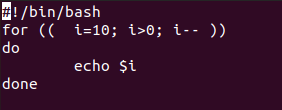 #!/bin/bash
for ((  i=10; i>0; i-- ))
do
        echo $i
done